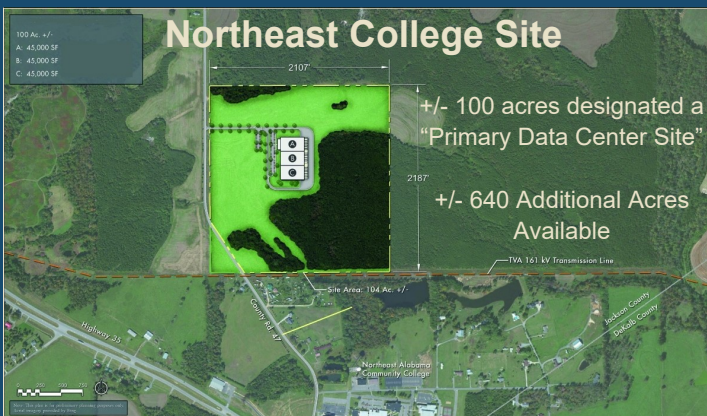 Northeast College Site
100 Ac. +/-
A: 45,000 SF
B: 45,000 SF
C: 45,000 SF
2107'
+/- 100 acres designated a
"Primary Data Center Site"
A
B
C
2187'
+/- 640 Additional Acres
Available
TVA 161 kV Transmission Line
Site Area: 104 Ac. +/-
County Rd. 47
Jackson County
DeKalb County
Highway 35
Northeast Alabama
Community College